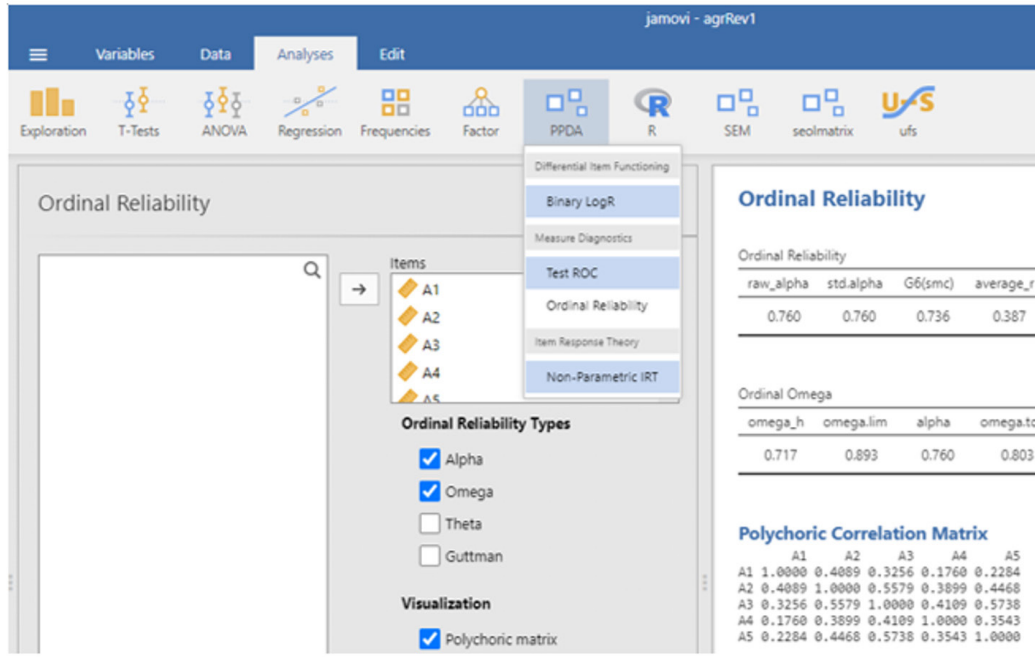 jamovi - agrRev1
Variables Data Analyses Edit
Exploration T-Tests ANOVA Regression Frequencies Factor PPDA R SEM seolmatrix ufs
Differential Item Functioning
Binary LogR
Measure Diagnostics
Test ROC
Ordinal Reliability
Item Response Theory
Non-Parametric IRT
Ordinal Reliability
Items
A1
A2
A3
A4
A5
Ordinal Reliability Types
Alpha
Omega
Theta
Guttman
Visualization
Polychoric matrix
Ordinal Reliability
Ordinal Reliability
raw_alpha std.alpha G6(smc) average_r
0.760 0.760 0.736 0.387
Ordinal Omega
omega_h omega.lim alpha omega.to
0.717 0.893 0.760 0.803
Polychoric Correlation Matrix
A1 A2 A3 A4 A5
A1 1.0000 0.4089 0.3256 0.1760 0.2284
A2 0.4089 1.0000 0.5579 0.3899 0.4468
A3 0.3256 0.5579 1.0000 0.4109 0.5738
A4 0.1760 0.3899 0.4109 1.0000 0.3543
A5 0.2284 0.4468 0.5738 0.3543 1.0000